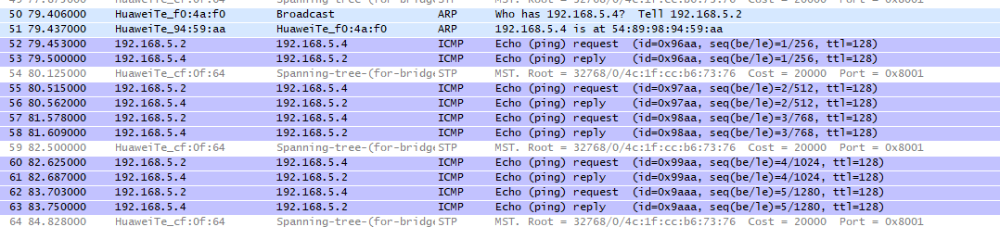 50 79.406000 HuaweiTe_f0:4a:f0 Broadcast ARP Who has 192.168.5.4? Tell 192.168.5.2
51 79.437000 HuaweiTe_94:59:aa HuaweiTe_f0:4a:f0 ARP 192.168.5.4 is at 54:89:98:94:59:aa
52 79.453000 192.168.5.2 192.168.5.4 ICMP Echo (ping) request (id=0x96aa, seq(be/le)=1/256, ttl=128)
53 79.500000 192.168.5.4 192.168.5.2 ICMP Echo (ping) reply (id=0x96aa, seq(be/le)=1/256, ttl=128)
54 80.125000 HuaweiTe_cf:0f:64 Spanning-tree-(for-bridge STP MST. Root = 32768/0/4c:1f:cc:b6:73:76 Cost = 20000 Port = 0x8001
55 80.515000 192.168.5.2 192.168.5.4 ICMP Echo (ping) request (id=0x97aa, seq(be/le)=2/512, ttl=128)
56 80.562000 192.168.5.4 192.168.5.2 ICMP Echo (ping) reply (id=0x97aa, seq(be/le)=2/512, ttl=128)
57 81.578000 192.168.5.2 192.168.5.4 ICMP Echo (ping) request (id=0x98aa, seq(be/le)=3/768, ttl=128)
58 81.609000 192.168.5.4 192.168.5.2 ICMP Echo (ping) reply (id=0x98aa, seq(be/le)=3/768, ttl=128)
59 82.500000 HuaweiTe_cf:0f:64 Spanning-tree-(for-bridge STP MST. Root = 32768/0/4c:1f:cc:b6:73:76 Cost = 20000 Port = 0x8001
60 82.625000 192.168.5.2 192.168.5.4 ICMP Echo (ping) request (id=0x99aa, seq(be/le)=4/1024, ttl=128)
61 82.687000 192.168.5.4 192.168.5.2 ICMP Echo (ping) reply (id=0x99aa, seq(be/le)=4/1024, ttl=128)
62 83.703000 192.168.5.2 192.168.5.4 ICMP Echo (ping) request (id=0x9aaa, seq(be/le)=5/1280, ttl=128)
63 83.750000 192.168.5.4 192.168.5.2 ICMP Echo (ping) reply (id=0x9aaa, seq(be/le)=5/1280, ttl=128)
64 84.828000 HuaweiTe_cf:0f:64 Spanning-tree-(for-bridge STP MST. Root = 32768/0/4c:1f:cc:b6:73:76 Cost = 20000 Port = 0x8001